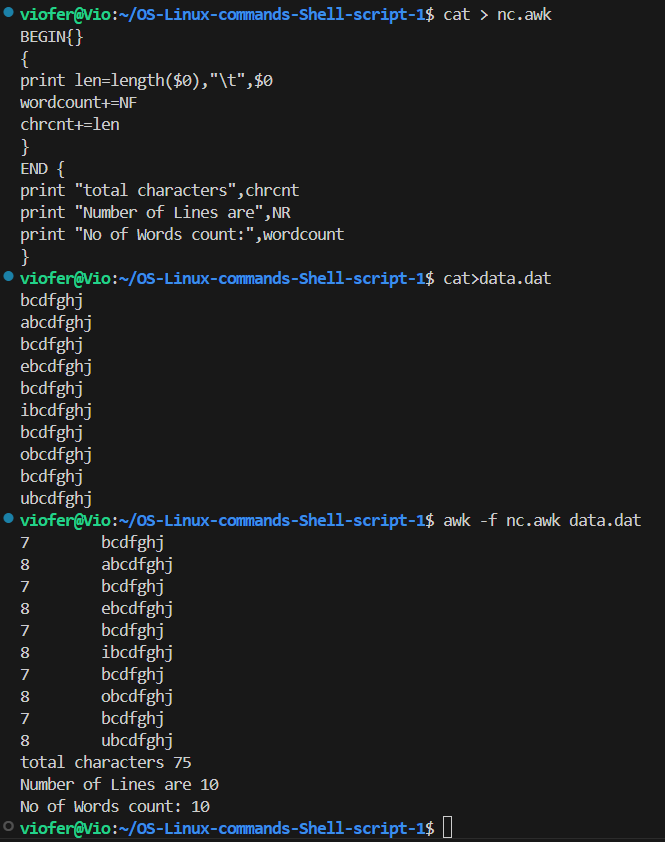 viofer@Vio:~/OS-Linux-commands-Shell-script-1$ cat > nc.awk
BEGIN{}
{
print len=length($0),"\t",$0
wordcount+=NF
chrcnt+=len
}
END {
print "total characters",chrcnt
print "Number of Lines are",NR
print "No of Words count:",wordcount
}
viofer@Vio:~/OS-Linux-commands-Shell-script-1$ cat>data.dat
bcdfghj
abcdfghj
bcdfghj
ebcdfghj
bcdfghj
ibcdfghj
bcdfghj
obcdfghj
bcdfghj
ubcdfghj
viofer@Vio:~/OS-Linux-commands-Shell-script-1$ awk -f nc.awk data.dat
7        bcdfghj
8        abcdfghj
7        bcdfghj
8        ebcdfghj
7        bcdfghj
8        ibcdfghj
7        bcdfghj
8        obcdfghj
7        bcdfghj
8        ubcdfghj
total characters 75
Number of Lines are 10
No of Words count: 10
viofer@Vio:~/OS-Linux-commands-Shell-script-1$